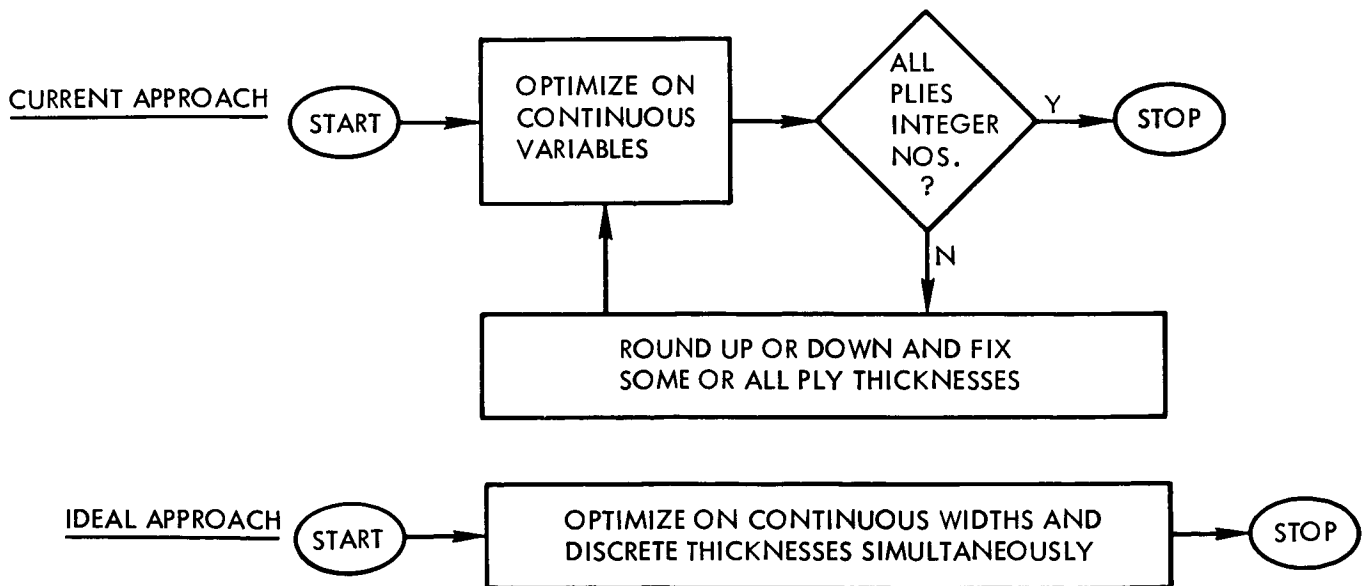 CURRENT APPROACH
START
OPTIMIZE ON
CONTINUOUS
VARIABLES
ALL
PLIES
INTEGER
NOS.
?
Y
STOP
N
ROUND UP OR DOWN AND FIX
SOME OR ALL PLY THICKNESSES
IDEAL APPROACH
START
OPTIMIZE ON CONTINUOUS WIDTHS AND
DISCRETE THICKNESSES SIMULTANEOUSLY
STOP